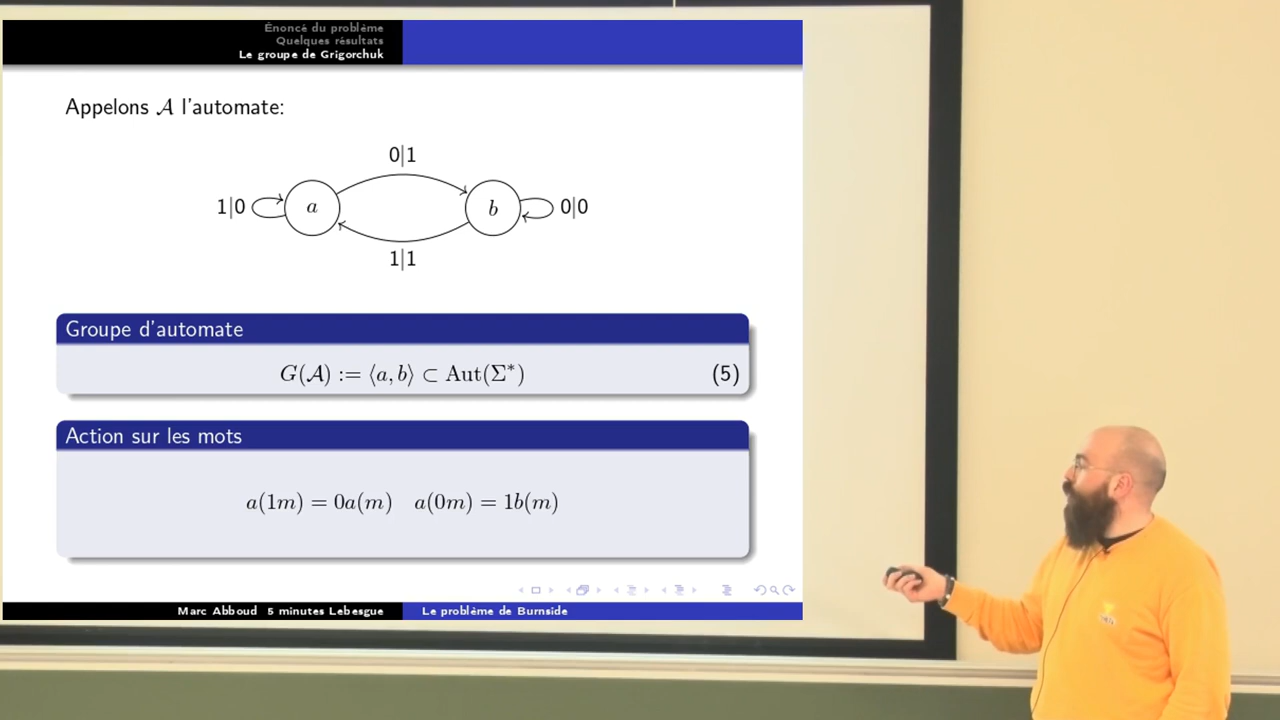 Énoncé du problème
Quelques résultats
Le groupe de Grigorchuk
Appelons 𝒜 l'automate:
0|1
1|0 a b 0|0
1|1
Groupe d'automate
G(𝒜) := ⟨a, b⟩ ⊂ Aut(Σ*) (5)
Action sur les mots
a(1m) = 0a(m) a(0m) = 1b(m)
Marc Abboud 5 minutes Lebesgue Le problème de Burnside